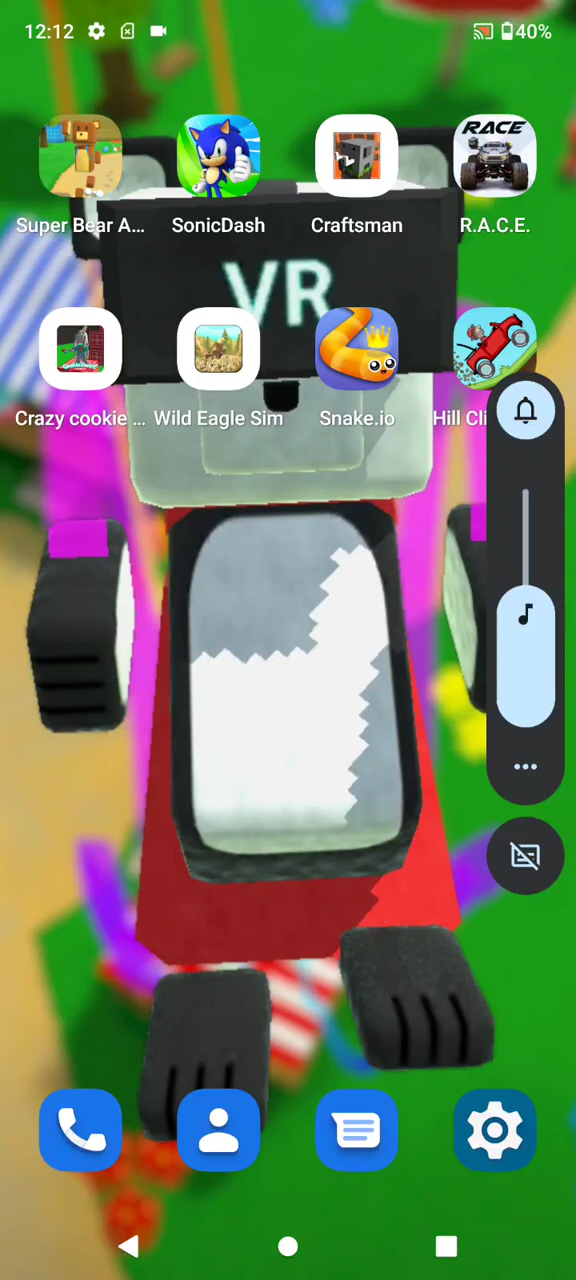 12:12
40%
RACE
Super Bear A...
SonicDash
Craftsman
R.A.C.E.
VR
Crazy cookie ...
Wild Eagle Sim
Snake.io
Hill Cli